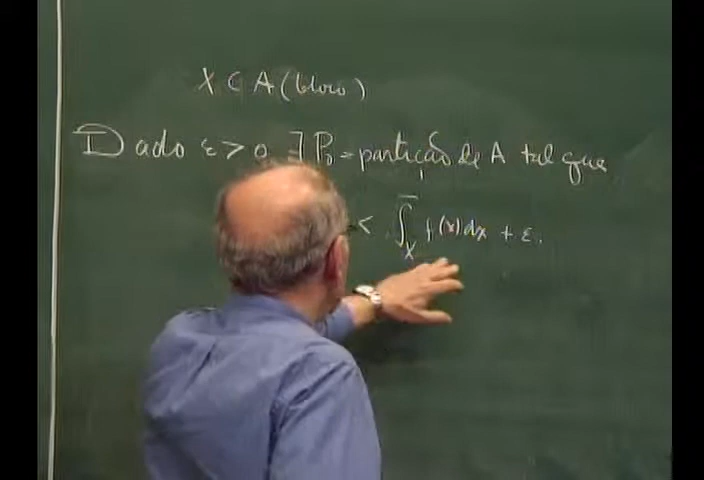 X ⊂ A (bloco)
Dado ε > 0, ∃ P₀ = partição de A tal que
< ∫̅_X f(x)dx + ε.